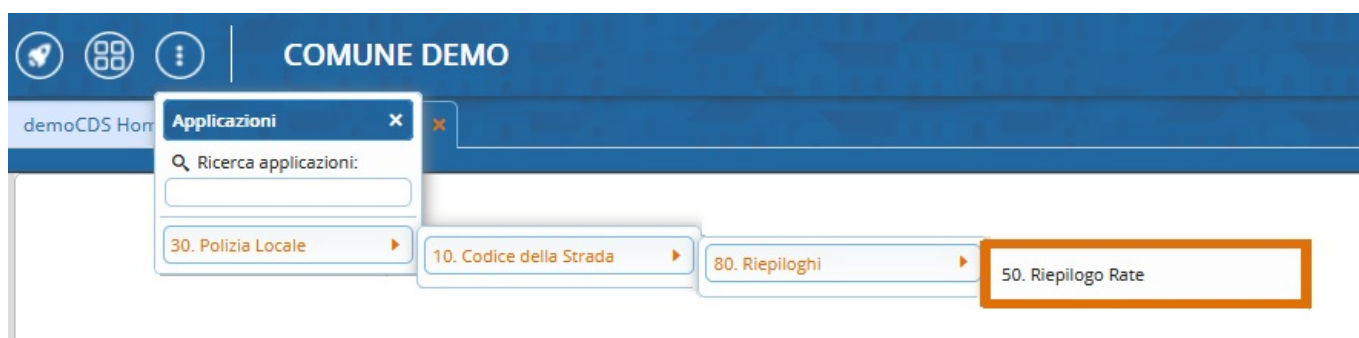 COMUNE DEMO
demoCDS Hom
Applicazioni
Ricerca applicazioni:
30. Polizia Locale
10. Codice della Strada
80. Riepiloghi
50. Riepilogo Rate